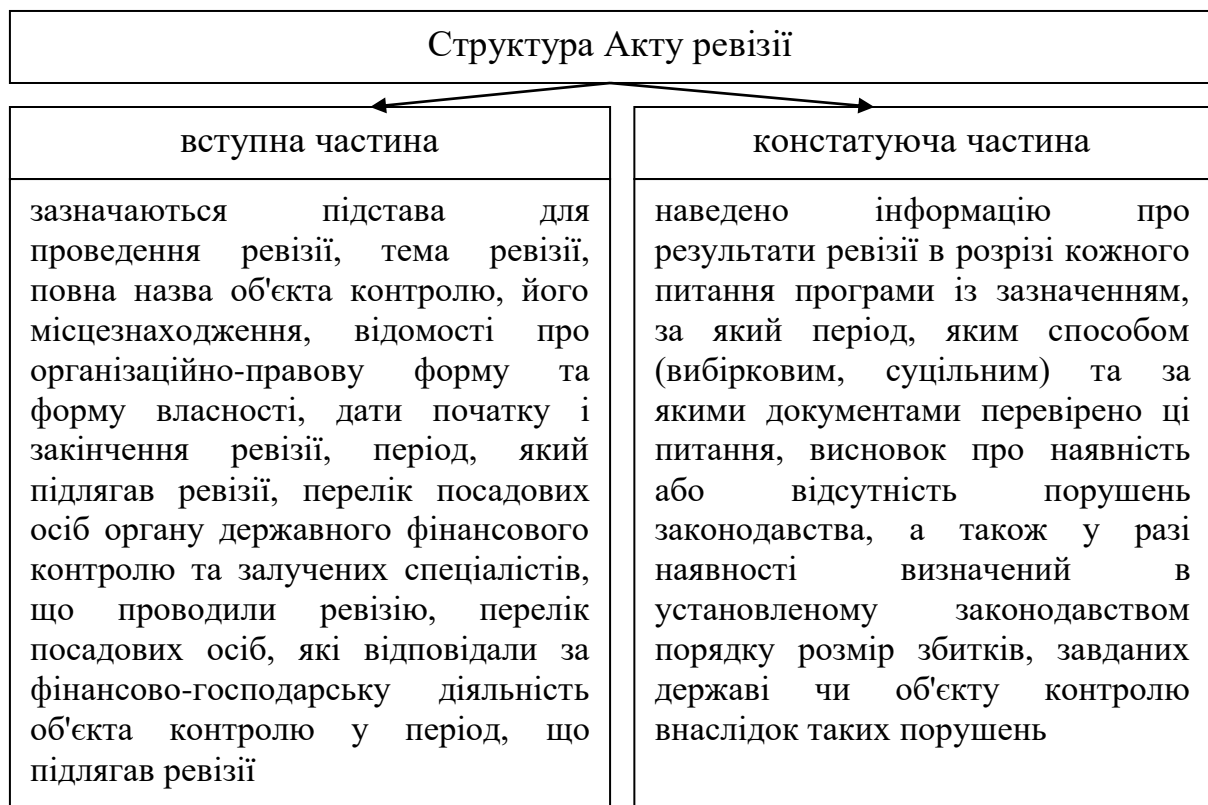 Структура Акту ревізії
вступна частина
зазначаються підстава для
проведення ревізії, тема ревізії,
повна назва об'єкта контролю, його
місцезнаходження, відомості про
організаційно-правову форму та
форму власності, дати початку і
закінчення ревізії, період, який
підлягав ревізії, перелік посадових
осіб органу державного фінансового
контролю та залучених спеціалістів,
що проводили ревізію, перелік
посадових осіб, які відповідали за
фінансово-господарську діяльність
об'єкта контролю у період, що
підлягав ревізії
констатуюча частина
наведено інформацію про
результати ревізії в розрізі кожного
питання програми із зазначенням,
за який період, яким способом
(вибірковим, суцільним) та за
якими документами перевірено ці
питання, висновок про наявність
або відсутність порушень
законодавства, а також у разі
наявності визначений в
установленому законодавством
порядку розмір збитків, завданих
державі чи об'єкту контролю
внаслідок таких порушень